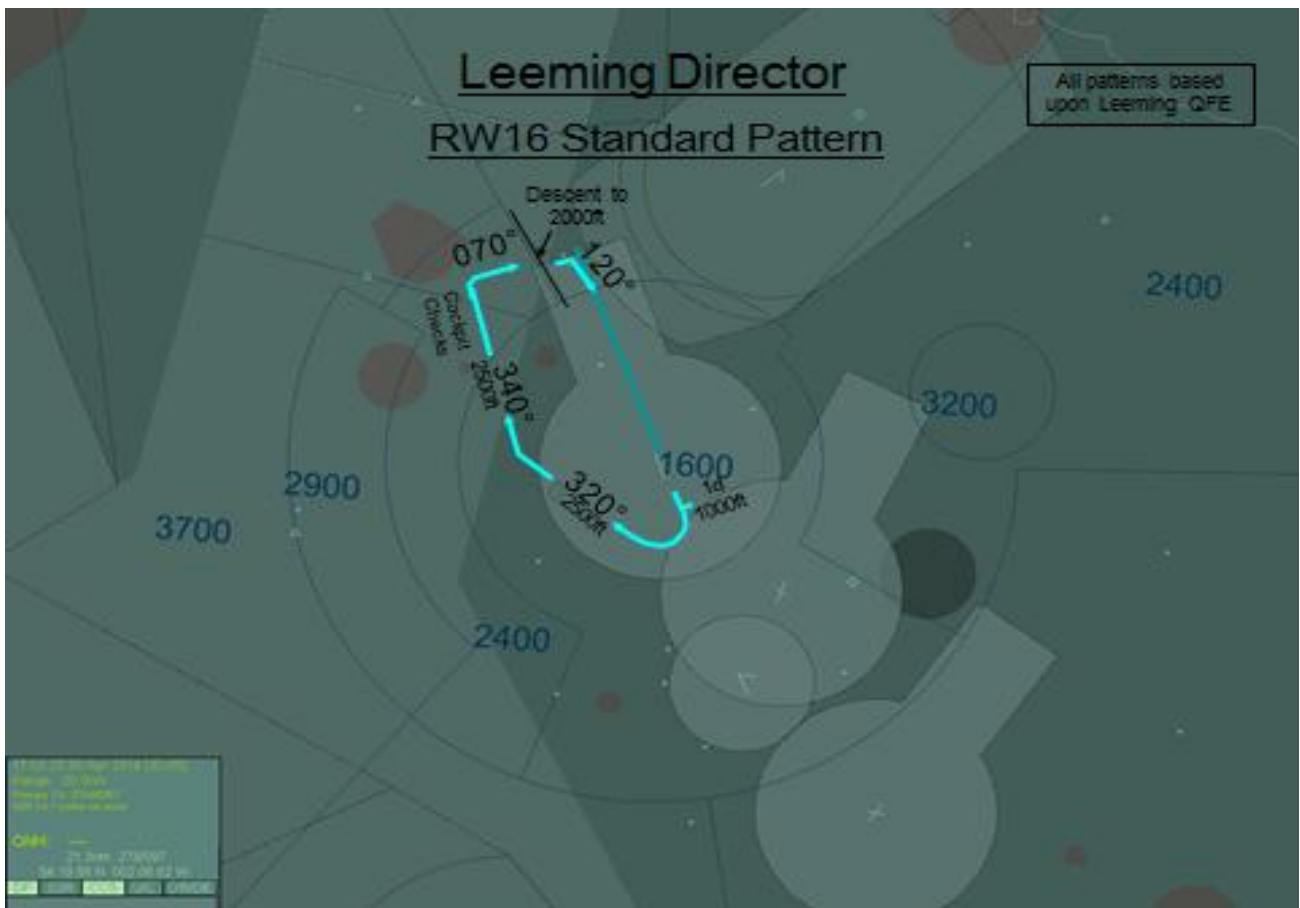 Leeming Director
All patterns based
upon Leeming QFE
RW16 Standard Pattern
Descent to
2000ft
070°
120°
2400
Cockpit
Checks
340°
2500ft
3200
2900
1600
1d
1000ft
320°
2500ft
3700
2400
QNH: ---